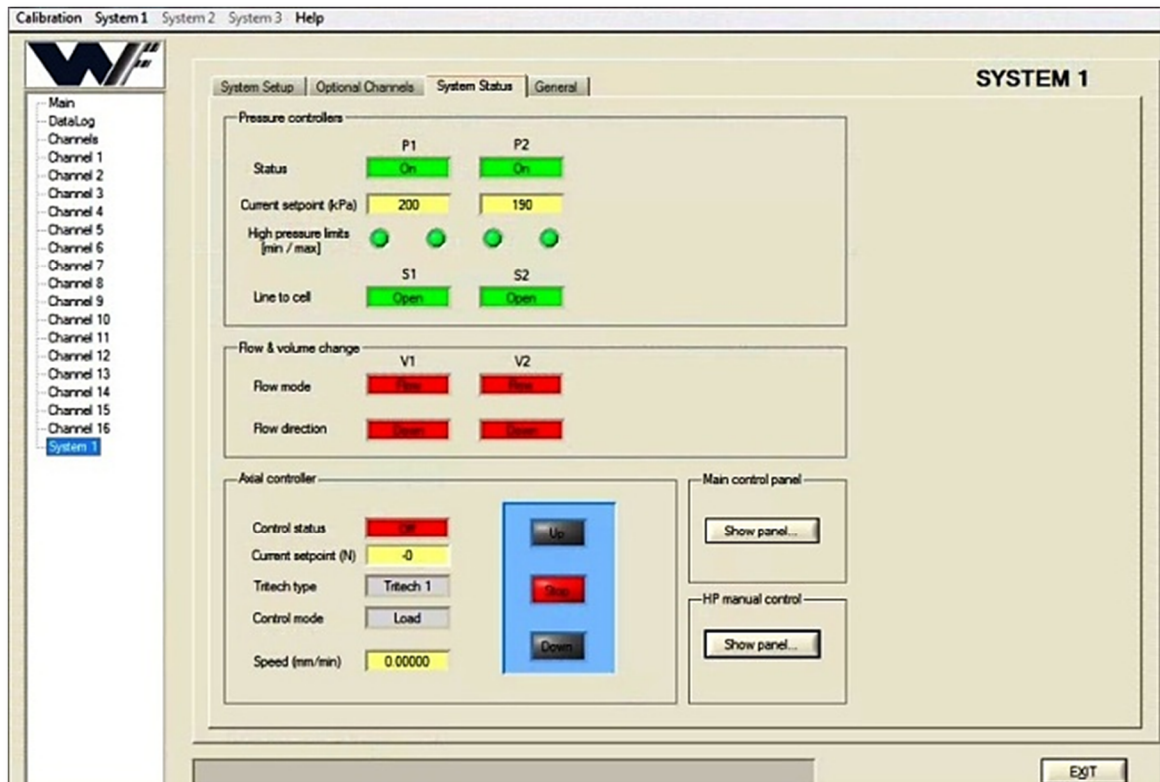 Calibration System 1 System 2 System 3 Help
WF
SYSTEM 1
Main
DataLog
Channels
Channel 1
Channel 2
Channel 3
Channel 4
Channel 5
Channel 6
Channel 7
Channel 8
Channel 9
Channel 10
Channel 11
Channel 12
Channel 13
Channel 14
Channel 15
Channel 16
System 1
System Setup Optional Channels System Status General
Pressure controllers
P1 P2
Status On On
Current setpoint (kPa) 200 190
High pressure limits
[min / max]
S1 S2
Line to cell Open Open
Flow & volume change
V1 V2
Flow mode Flow Flow
Flow direction Down Down
Axial controller
Control status Off
Current setpoint (N) -0
Tritech type Tritech 1
Control mode Load
Speed (mm/min) 0.00000
Up
Stop
Down
Main control panel
Show panel...
HP manual control
Show panel...
EXIT